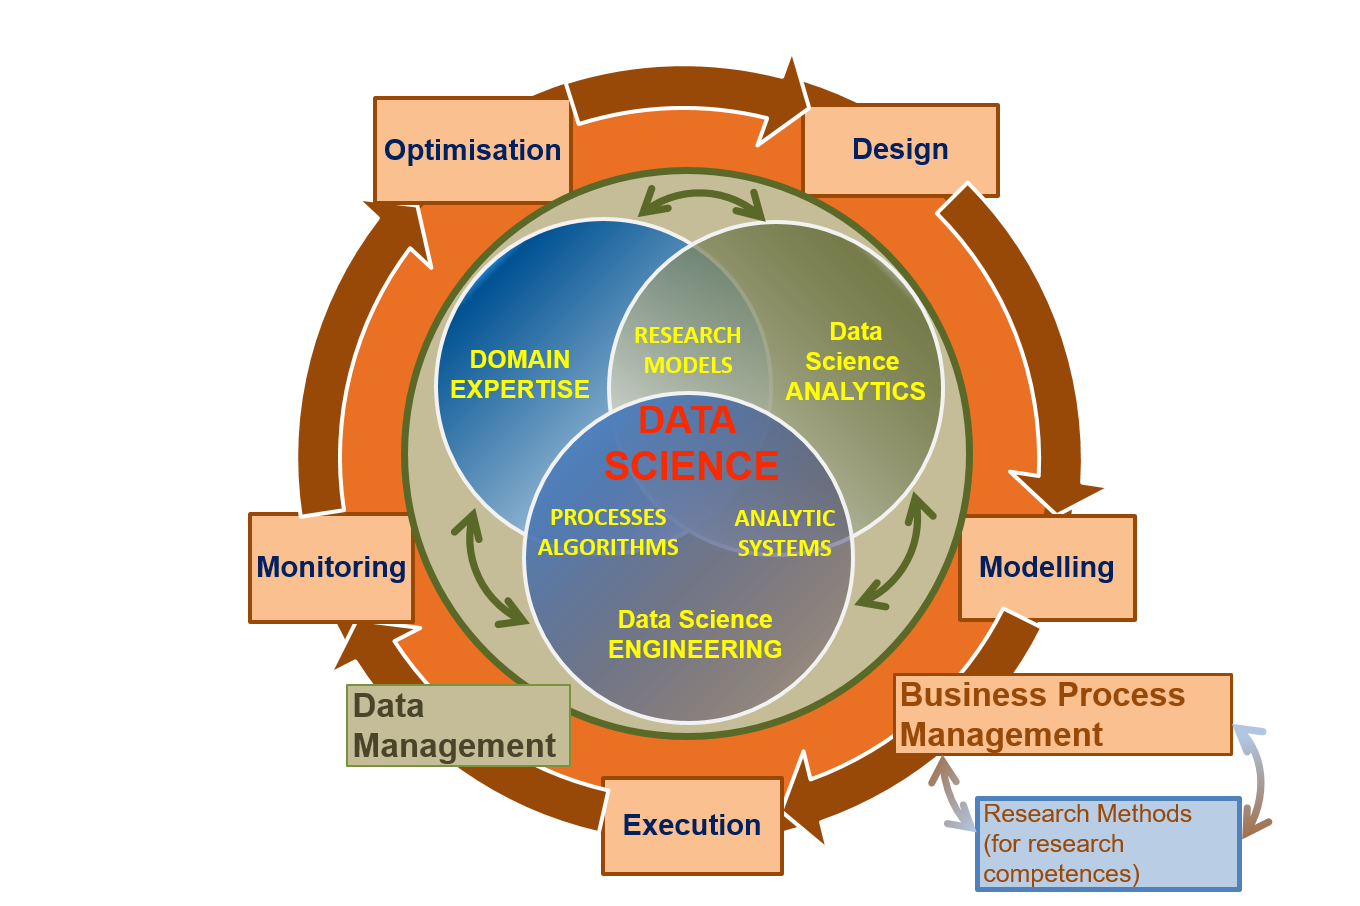 Optimisation
Design
RESEARCH
MODELS
Data
Science
ANALYTICS
DOMAIN
EXPERTISE
DATA
SCIENCE
PROCESSES
ALGORITHMS
ANALYTIC
SYSTEMS
Monitoring
Modelling
Data Science
ENGINEERING
Data
Management
Business Process
Management
Execution
Research Methods
(for research
competences)